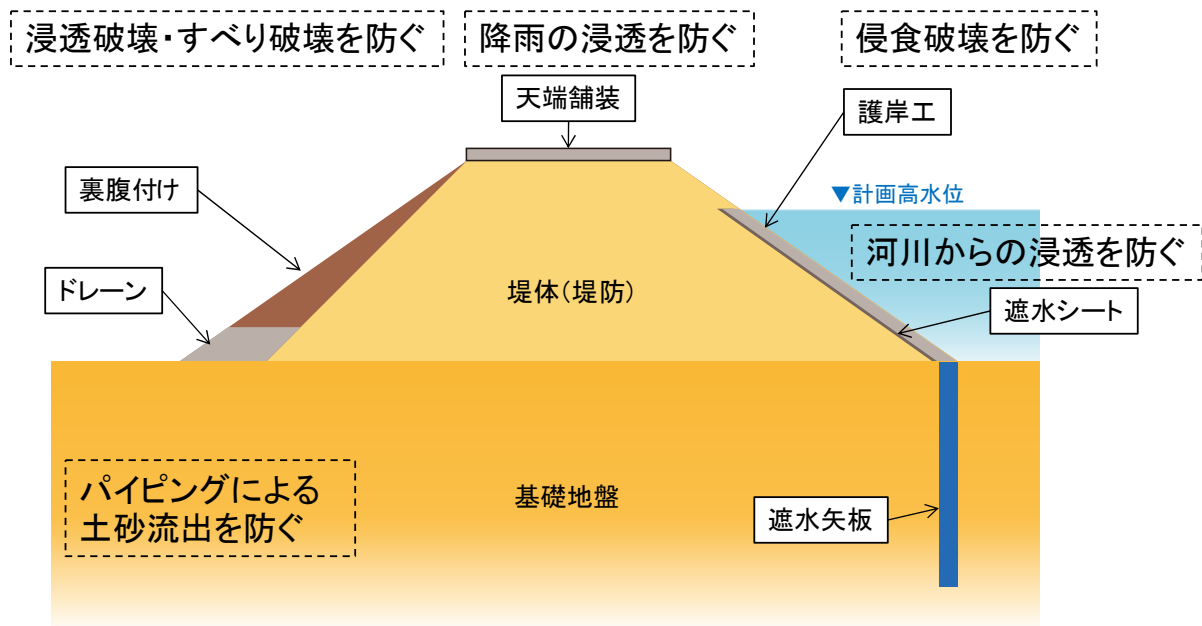 浸透破壊・すべり破壊を防ぐ
降雨の浸透を防ぐ
侵食破壊を防ぐ
天端舗装
護岸工
裏腹付け
▼計画高水位
河川からの浸透を防ぐ
ドレーン
堤体(堤防)
遮水シート
パイピングによる
土砂流出を防ぐ
基礎地盤
遮水矢板